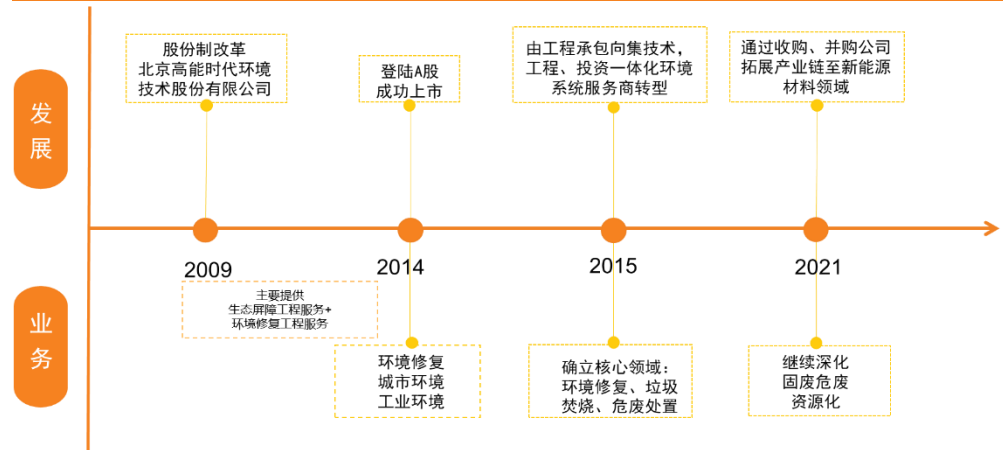 发展
股份制改革
北京高能时代环境
技术股份有限公司
登陆A股
成功上市
由工程承包向集技术，
工程、投资一体化环境
系统服务商转型
通过收购、并购公司
拓展产业链至新能源
材料领域
2009
2014
2015
2021
业务
主要提供
生态屏障工程服务+
环境修复工程服务
环境修复
城市环境
工业环境
确立核心领域：
环境修复、垃圾
焚烧、危废处置
继续深化
固废危废
资源化